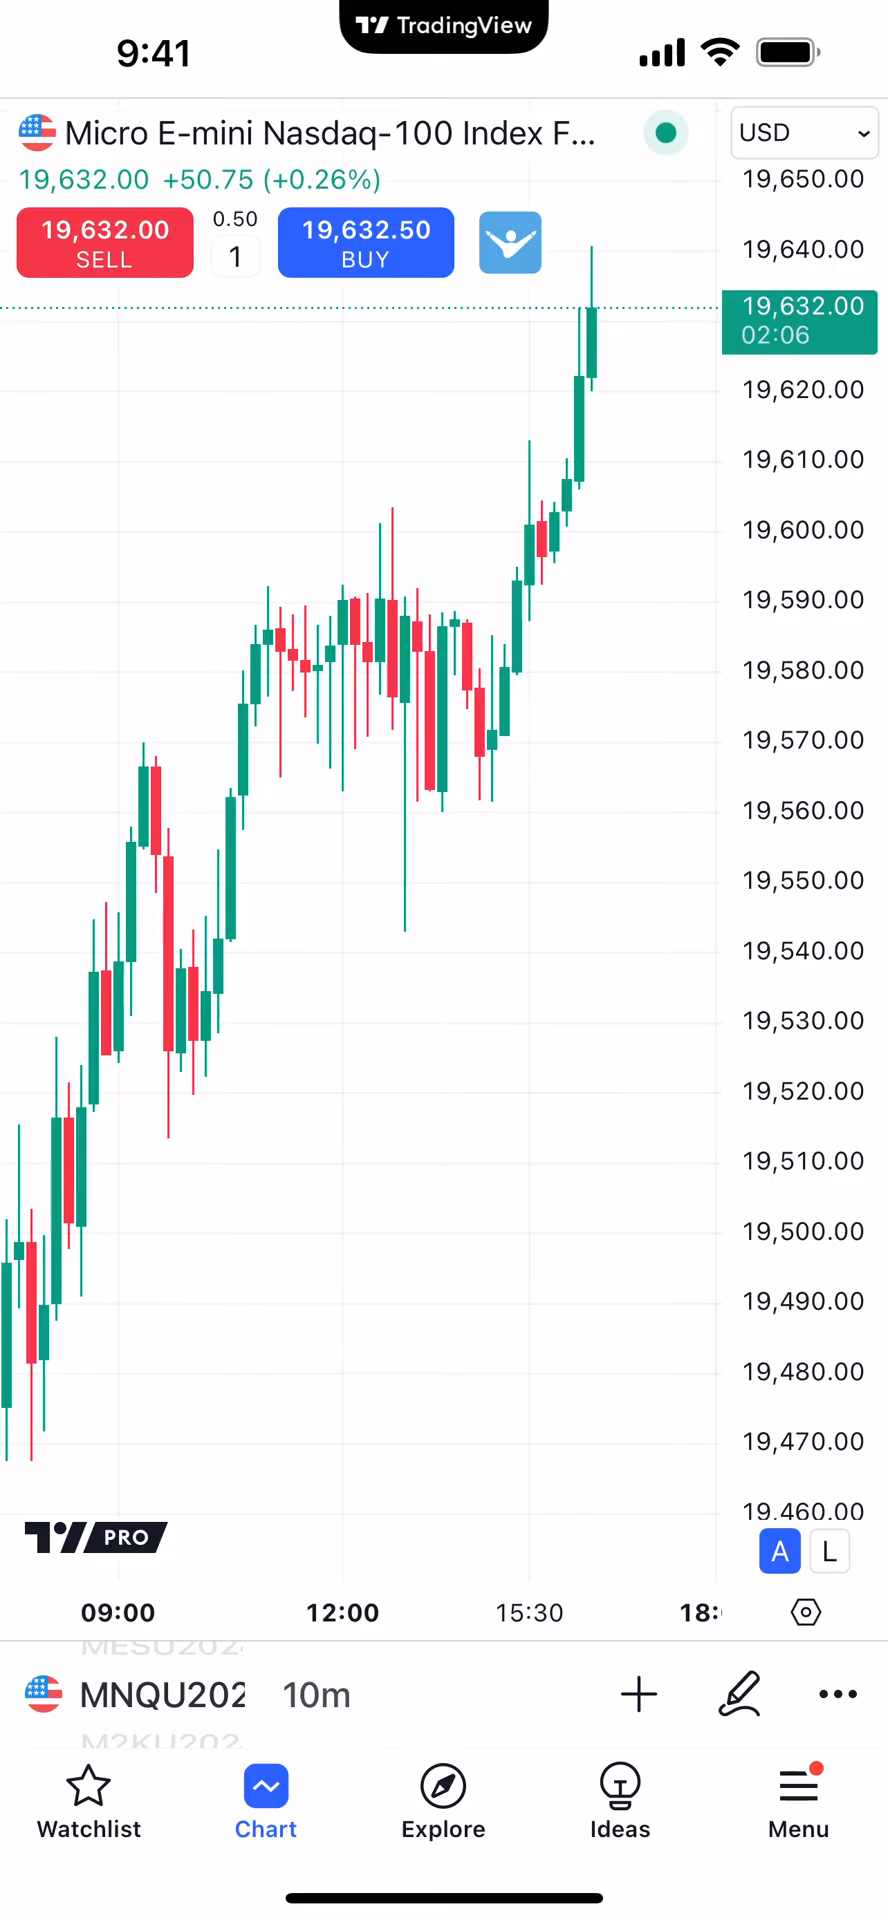 9:41
TradingView
Micro E-mini Nasdaq-100 Index F...
USD
19,632.00 +50.75 (+0.26%)
19,632.00
SELL
0.50
1
19,632.50
BUY
19,650.00
19,640.00
19,632.00
02:06
19,620.00
19,610.00
19,600.00
19,590.00
19,580.00
19,570.00
19,560.00
19,550.00
19,540.00
19,530.00
19,520.00
19,510.00
19,500.00
19,490.00
19,480.00
19,470.00
19,460.00
PRO
A L
09:00 12:00 15:30 18:
MESU202
MNQU202 10m
M2KU202
Watchlist Chart Explore Ideas Menu